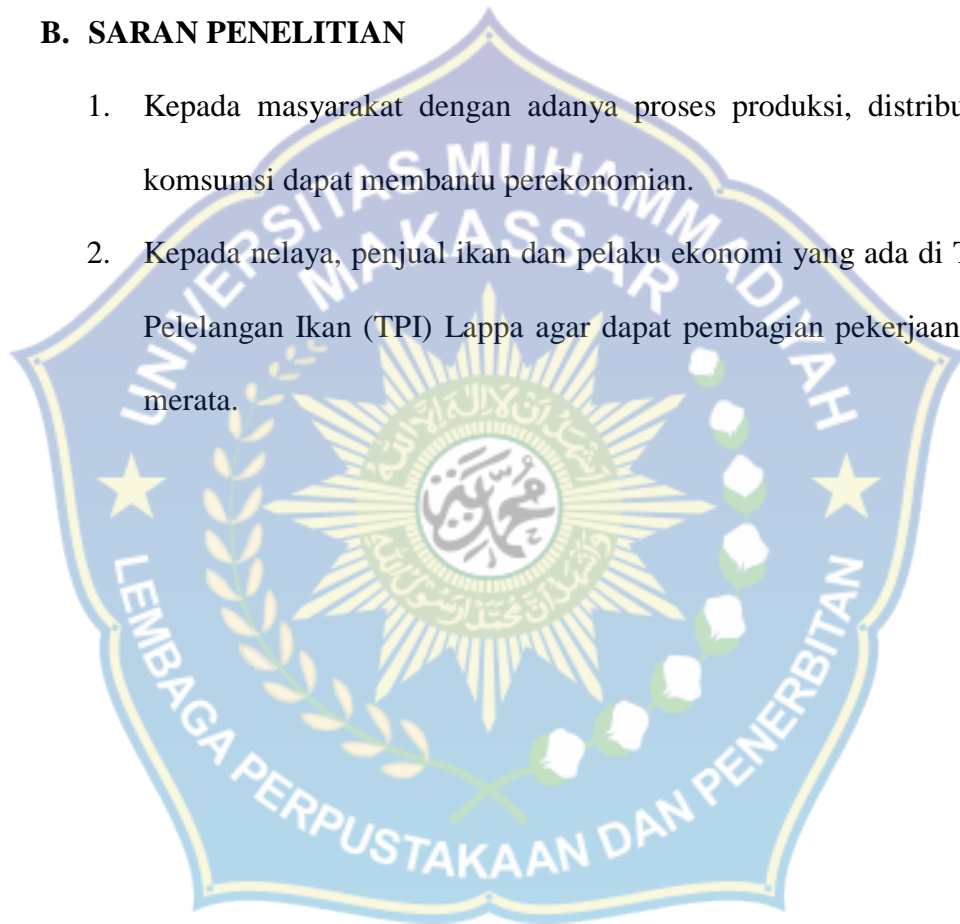 B. SARAN PENELITIAN
1. Kepada masyarakat dengan adanya proses produksi, distribu
komsumsi dapat membantu perekonomian.
2. Kepada nelaya, penjual ikan dan pelaku ekonomi yang ada di T
Pelelangan Ikan (TPI) Lappa agar dapat pembagian pekerjaan
merata.
UNIVERSITAS MUHAMMADIYAH
MAKASSAR
LEMBAGA PERPUSTAKAAN DAN PENERBITAN